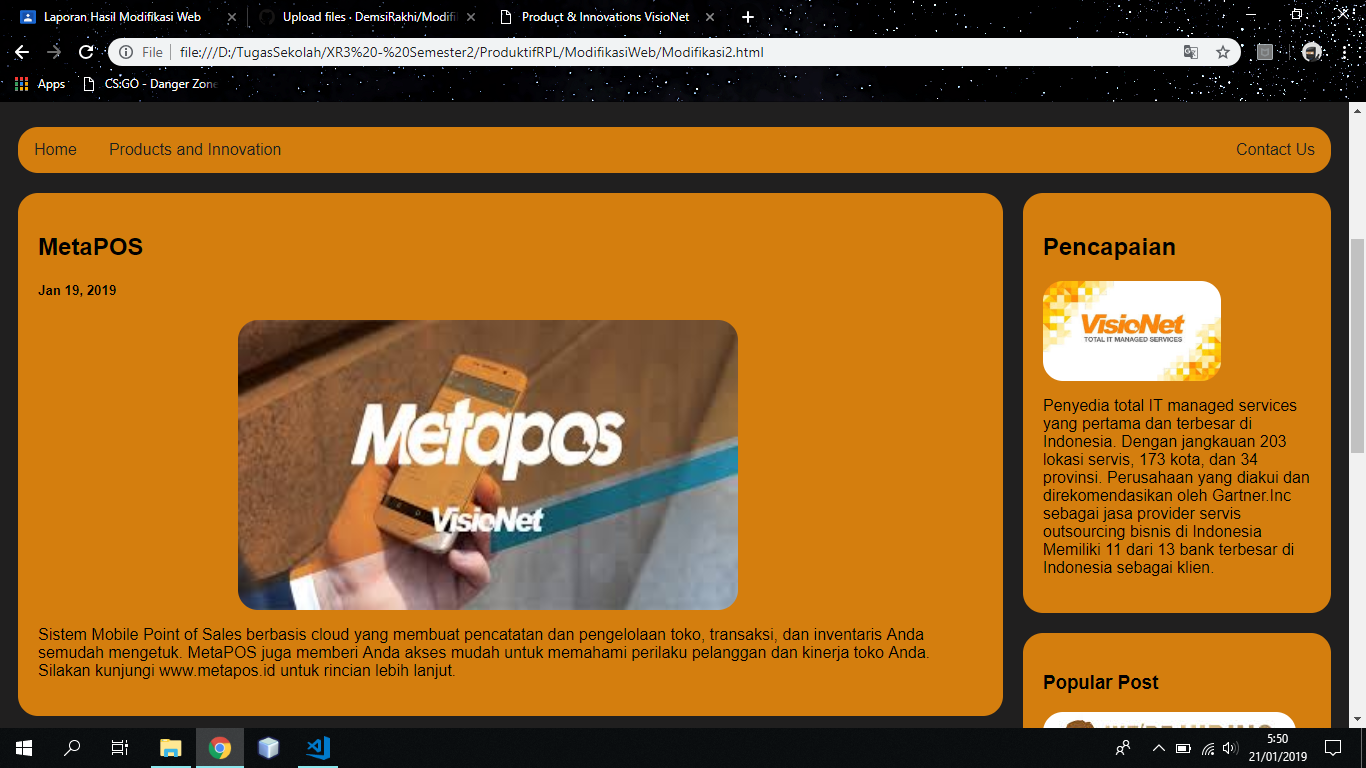 Laporan Hasil Modifikasi Web
Upload files · DemsiRakhi/Modifi
Product & Innovations VisioNet
File
file:///D:/TugasSekolah/XR3%20-%20Semester2/ProduktifRPL/ModifikasiWeb/Modifikasi2.html
Apps
CS:GO - Danger Zone
Home
Products and Innovation
Contact Us
MetaPOS
Jan 19, 2019
Metapos
VisioNet
Sistem Mobile Point of Sales berbasis cloud yang membuat pencatatan dan pengelolaan toko, transaksi, dan inventaris Anda
semudah mengetuk. MetaPOS juga memberi Anda akses mudah untuk memahami perilaku pelanggan dan kinerja toko Anda.
Silakan kunjungi www.metapos.id untuk rincian lebih lanjut.
Pencapaian
VisioNet
TOTAL IT MANAGED SERVICES
Penyedia total IT managed services
yang pertama dan terbesar di
Indonesia. Dengan jangkauan 203
lokasi servis, 173 kota, dan 34
provinsi. Perusahaan yang diakui dan
direkomendasikan oleh Gartner.Inc
sebagai jasa provider servis
outsourcing bisnis di Indonesia
Memiliki 11 dari 13 bank terbesar di
Indonesia sebagai klien.
Popular Post
5:50
21/01/2019